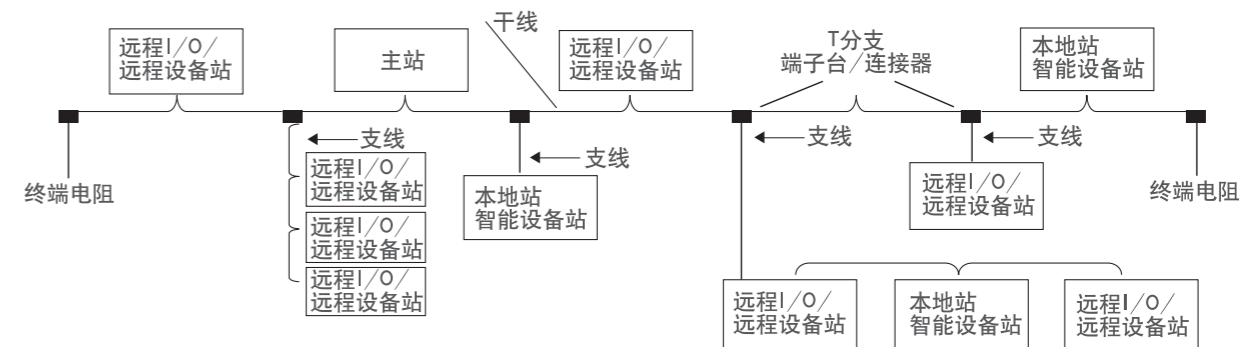 干线
远程I/O/
远程设备站
主站
远程I/O/
远程设备站
T分支
端子台/连接器
本地站
智能设备站
支线
支线
支线
支线
终端电阻
远程I/O/
远程设备站
远程I/O/
远程设备站
远程I/O/
远程设备站
本地站
智能设备站
远程I/O/
远程设备站
终端电阻
远程I/O/
远程设备站
本地站
智能设备站
远程I/O/
远程设备站